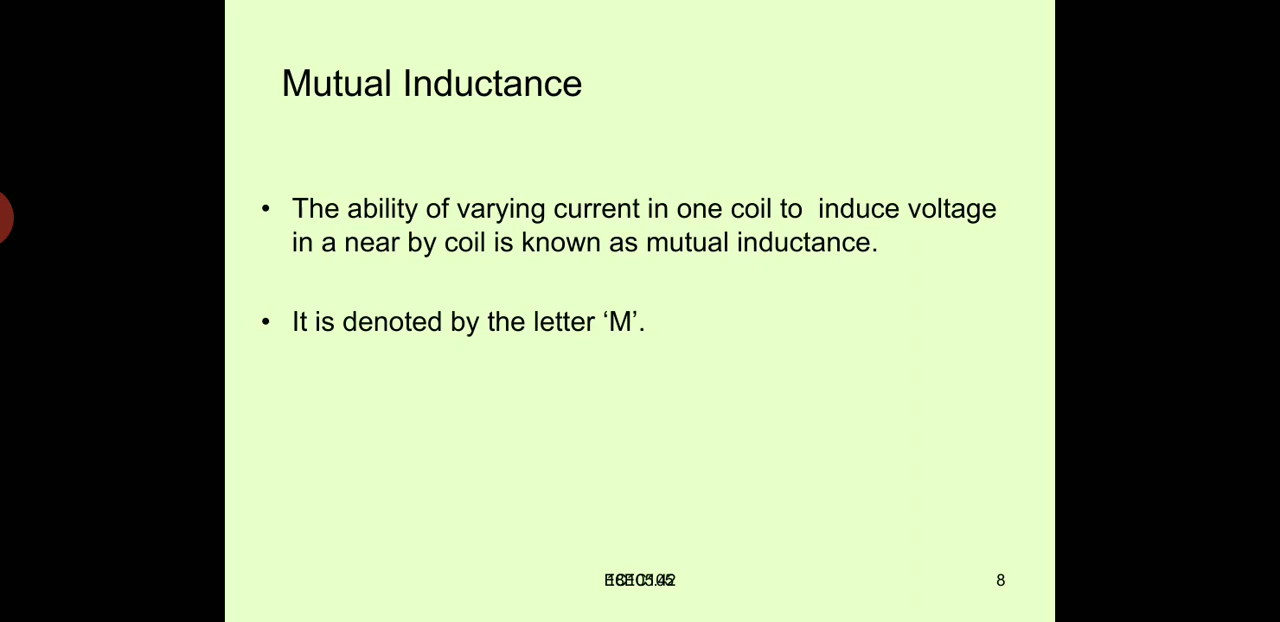 Mutual Inductance
• The ability of varying current in one coil to  induce voltage
in a near by coil is known as mutual inductance.
• It is denoted by the letter ‘M’.
8